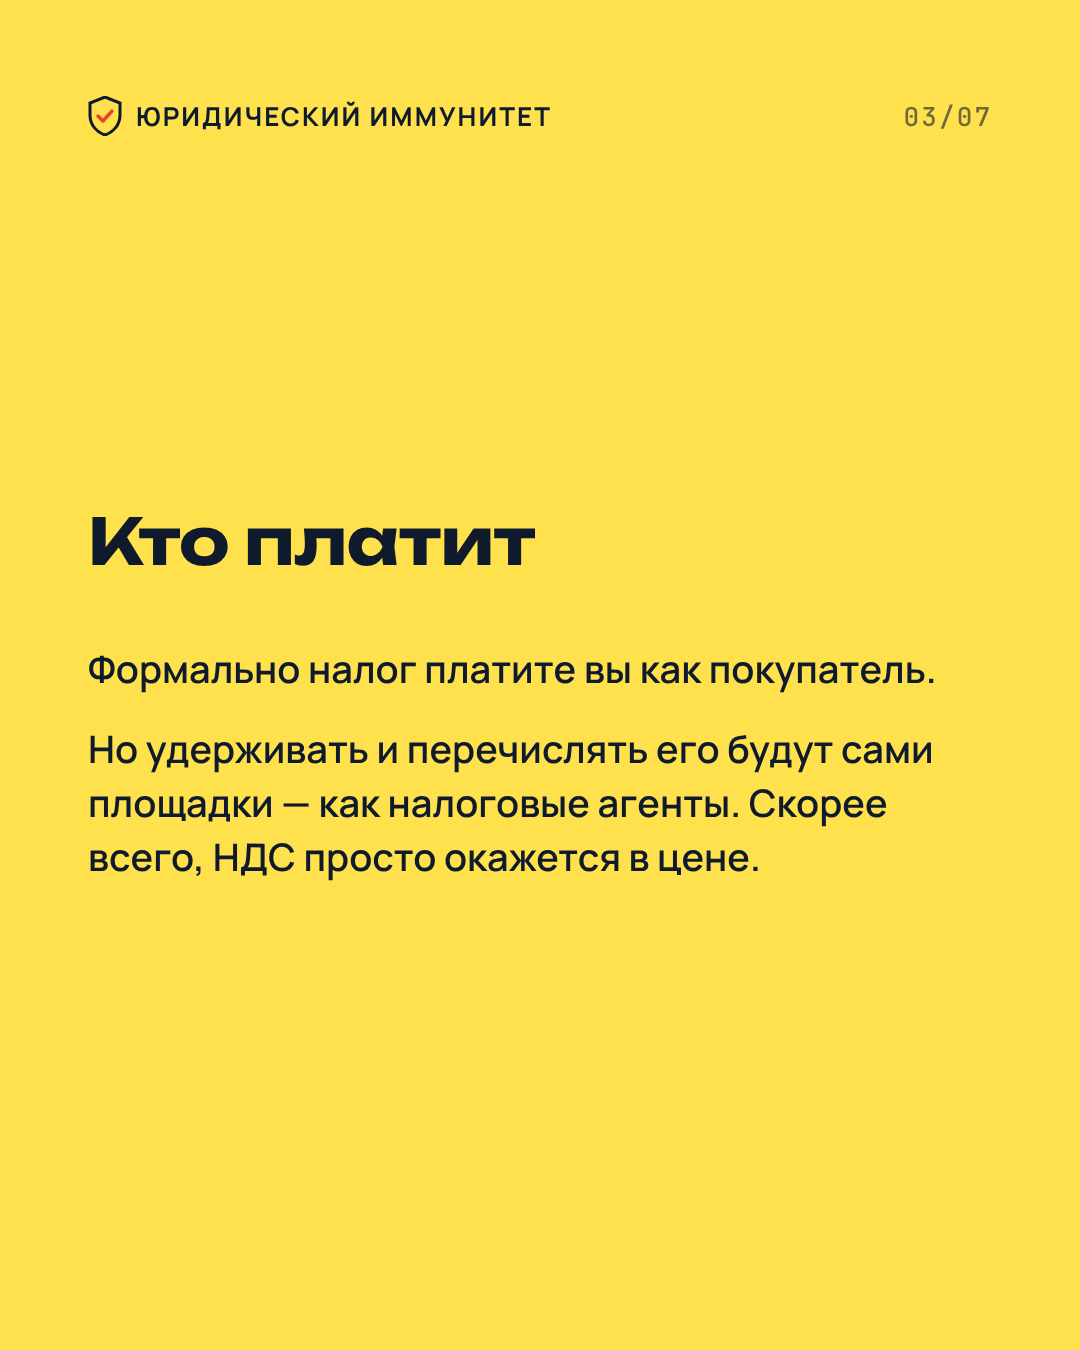 ЮРИДИЧЕСКИЙ ИММУНИТЕТ
03/07
Кто платит
Формально налог платите вы как покупатель.
Но удерживать и перечислять его будут сами
площадки — как налоговые агенты. Скорее
всего, НДС просто окажется в цене.